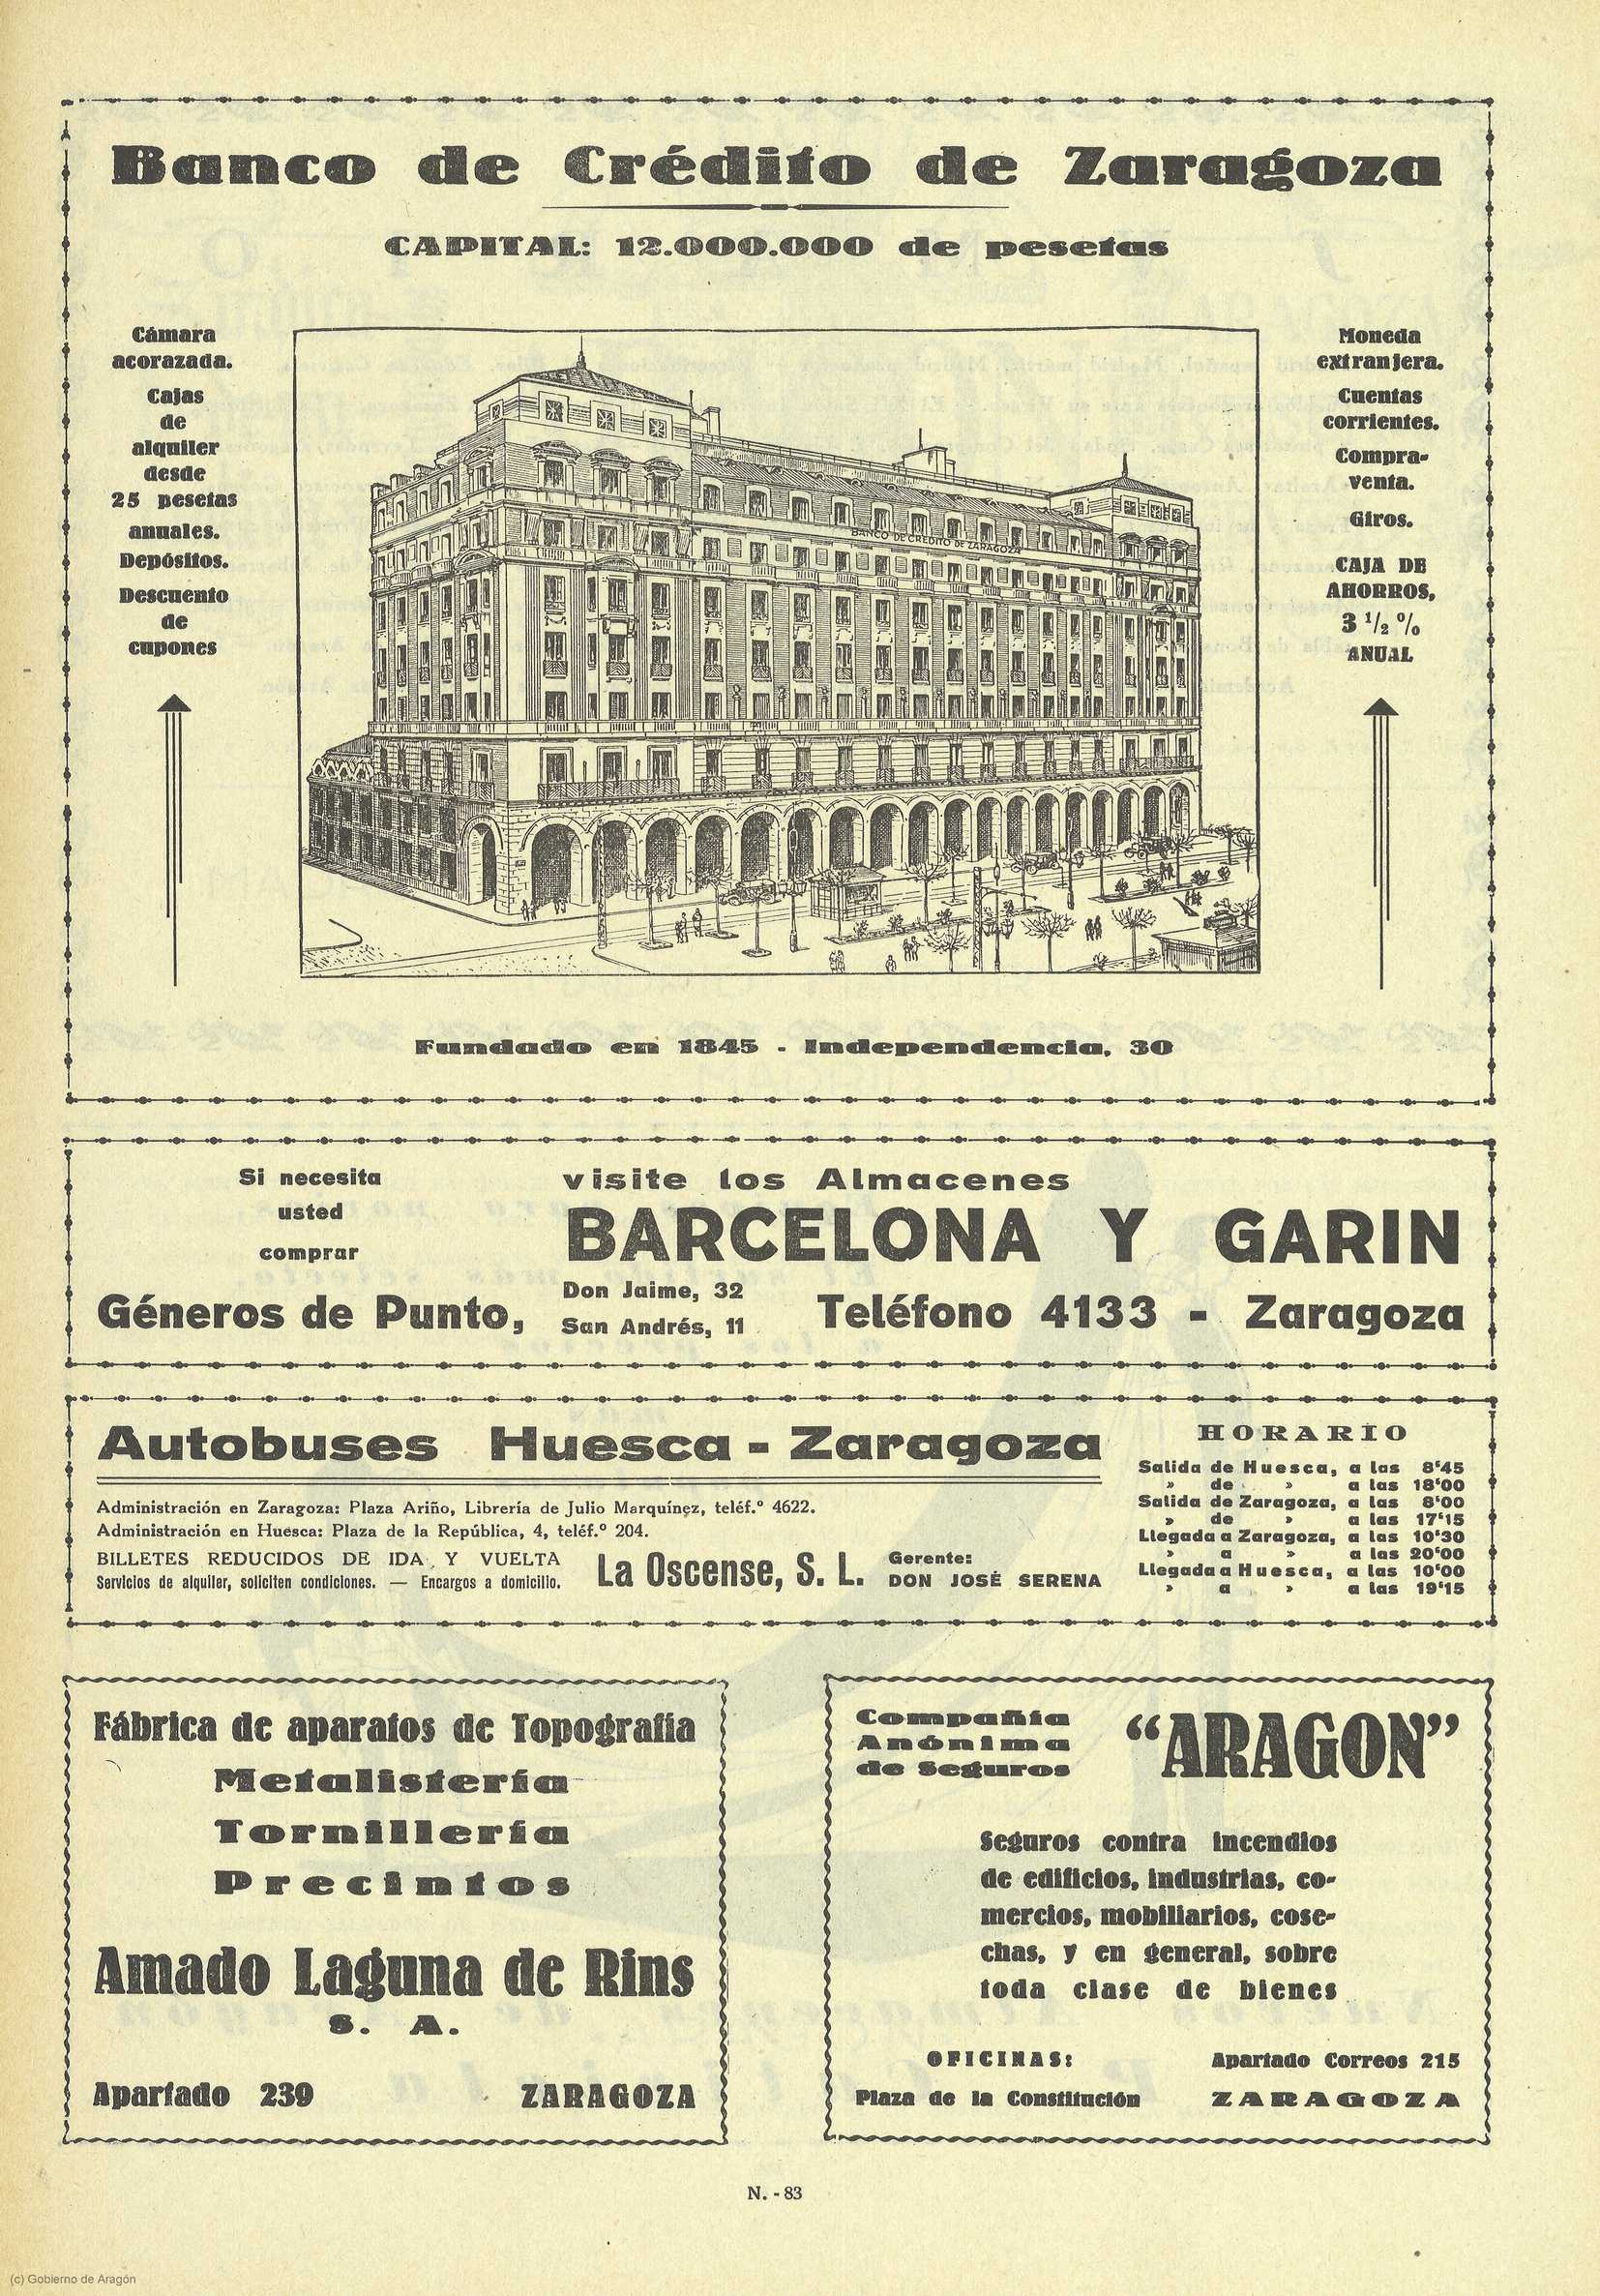 Banco de Crédito de Zaragoza
CAPITAL: 12.000.000 de pesetas
Cámara
acorazada.
Cajas
de
alquiler
desde
25 pesetas
anuales.
Depósitos.
Descuento
de
cupones
BANCO DE CREDITO DE ZARAGOZA
Moneda
extranjera.
Cuentas
corrientes.
Compra-
venta.
Giros.
CAJA DE
AHORROS,
3 1/2 %
ANUAL
Fundado en 1845 - Independencia, 30
Si necesita
usted
comprar
Géneros de Punto,
visite los Almacenes
BARCELONA Y GARIN
Don Jaime, 32
San Andrés, 11
Teléfono 4133 - Zaragoza
Autobuses Huesca - Zaragoza
Administración en Zaragoza: Plaza Ariño, Librería de Julio Marquínez, teléf.º 4622.
Administración en Huesca: Plaza de la República, 4, teléf.º 204.
BILLETES REDUCIDOS DE IDA Y VUELTA
Servicios de alquiler, soliciten condiciones. — Encargos a domicilio.
La Oscense, S. L.
Gerente:
DON JOSÉ SERENA
HORARIO
Salida de Huesca, a las 8'45
» de » a las 18'00
Salida de Zaragoza, a las 8'00
» de » a las 17'15
Llegada a Zaragoza, a las 10'30
» a » a las 20'00
Llegada a Huesca, a las 10'00
» a » a las 19'15
Fábrica de aparatos de Topografía
Metalistería
Tornillería
Precintos
Amado Laguna de Rins
S. A.
Apartado 239 ZARAGOZA
Compañía
Anónima
de Seguros
“ARAGON”
Seguros contra incendios
de edificios, industrias, co-
mercios, mobiliarios, cose-
chas, y en general, sobre
toda clase de bienes
OFICINAS:
Plaza de la Constitución
Apartado Correos 215
ZARAGOZA
N. - 83
(c) Gobierno de Aragón